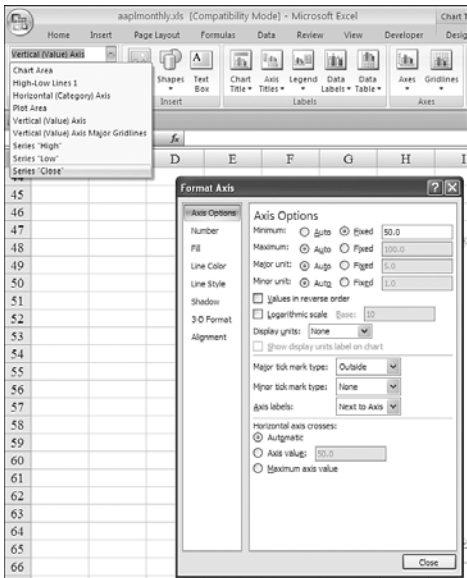 aaplmonthly.xls [Compatibility Mode] - Microsoft Excel
Chart T
Home Insert Page Layout Formulas Data Review View Developer Desig
Vertical (Value) Axis
Chart Area
High-Low Lines 1
Horizontal (Category) Axis
Plot Area
Vertical (Value) Axis
Vertical (Value) Axis Major Gridlines
Series "High"
Series "Low"
Series "Close"
Shapes Text Box
Insert
Chart Title Axis Titles Legend Data Labels Data Table
Labels
Axes Gridlines
Axes
fx
D E F G H I
44
45
46
47
48
49
50
51
52
53
54
55
56
57
58
59
60
61
62
63
64
65
66
Format Axis
Axis Options
Number
Fill
Line Color
Line Style
Shadow
3-D Format
Alignment
Axis Options
Minimum: Auto Fixed 50.0
Maximum: Auto Fixed 100.0
Major unit: Auto Fixed 5.0
Minor unit: Auto Fixed 1.0
Values in reverse order
Logarithmic scale Base: 10
Display units: None
Show display units label on chart
Major tick mark type: Outside
Minor tick mark type: None
Axis labels: Next to Axis
Horizontal axis crosses:
Automatic
Axis value: 50.0
Maximum axis value
Close